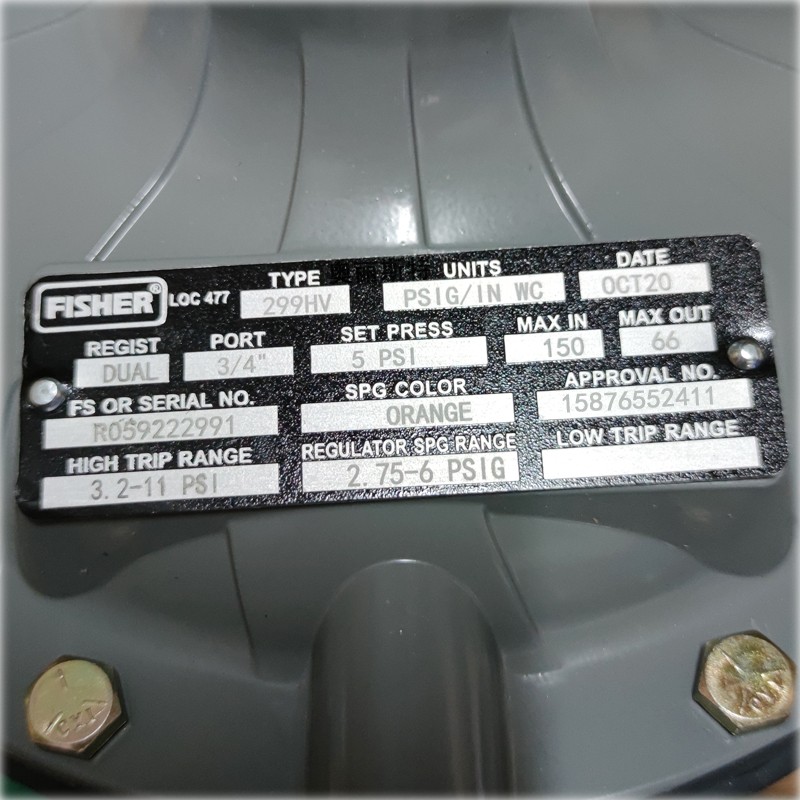 FISHER® LOC 477
TYPE UNITS DATE
299HV PSIG/IN WC OCT20
REGIST PORT SET PRESS MAX IN MAX OUT
DUAL 3/4" 5 PSI 150 66
FS OR SERIAL NO. SPG COLOR APPROVAL NO.
R059222991 ORANGE 15876552411
HIGH TRIP RANGE REGULATOR SPG RANGE LOW TRIP RANGE
3.2-11 PSI 2.75-6 PSIG